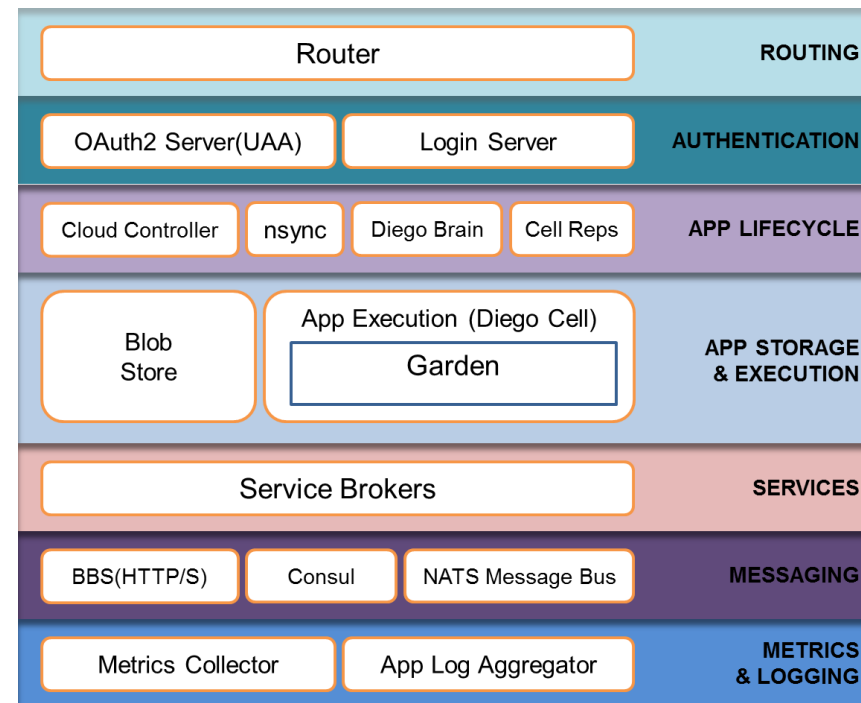 Router
ROUTING
OAuth2 Server(UAA)
Login Server
AUTHENTICATION
Cloud Controller
nsync
Diego Brain
Cell Reps
APP LIFECYCLE
Blob
Store
App Execution (Diego Cell)
Garden
APP STORAGE
& EXECUTION
Service Brokers
SERVICES
BBS(HTTP/S)
Consul
NATS Message Bus
MESSAGING
Metrics Collector
App Log Aggregator
METRICS
& LOGGING